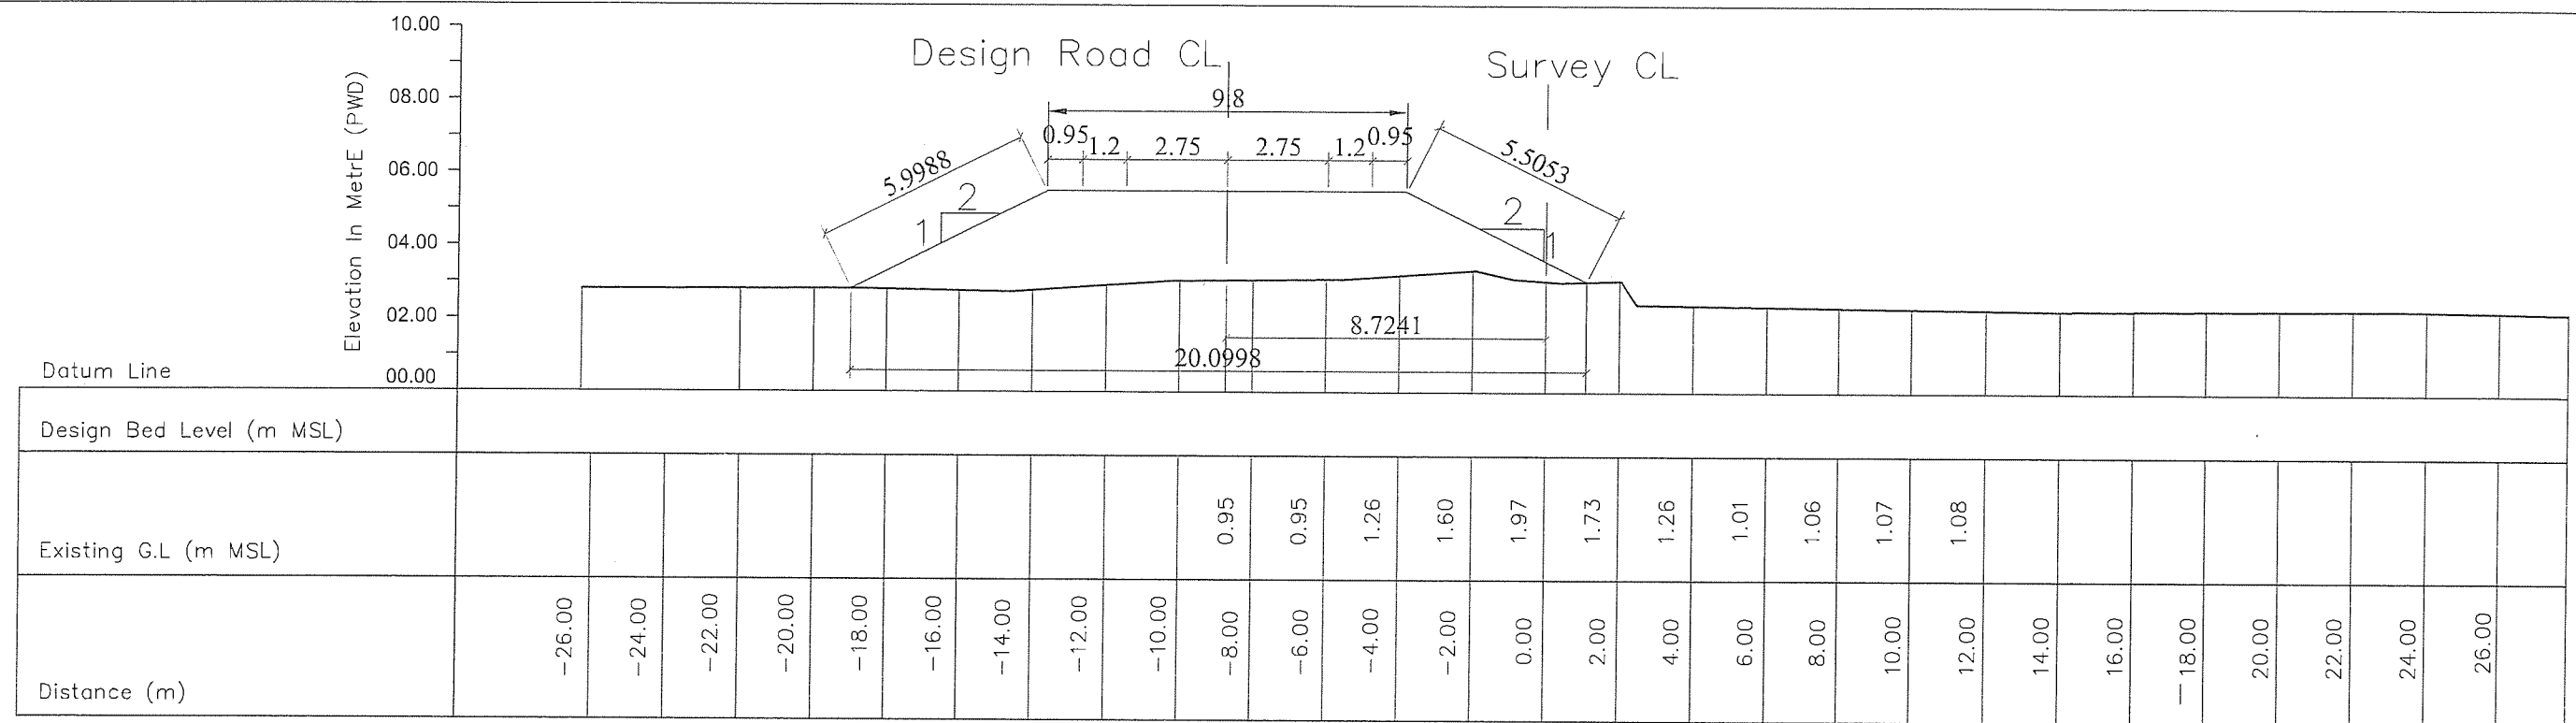 10.00
08.00
06.00
04.00
02.00
00.00
Elevation In MetrE (PWD)
Design Road CL
Survey CL
9.8
0.95 1.2 2.75 2.75 1.2 0.95
5.9988
5.5053
2
1
2
1
8.7241
20.0998
Datum Line
Design Bed Level (m MSL)
Existing G.L (m MSL)
0.95 0.95 1.26 1.60 1.97 1.73 1.26 1.01 1.06 1.07 1.08
Distance (m)
-26.00 -24.00 -22.00 -20.00 -18.00 -16.00 -14.00 -12.00 -10.00 -8.00 -6.00 -4.00 -2.00 0.00 2.00 4.00 6.00 8.00 10.00 12.00 14.00 16.00 18.00 20.00 22.00 24.00 26.00